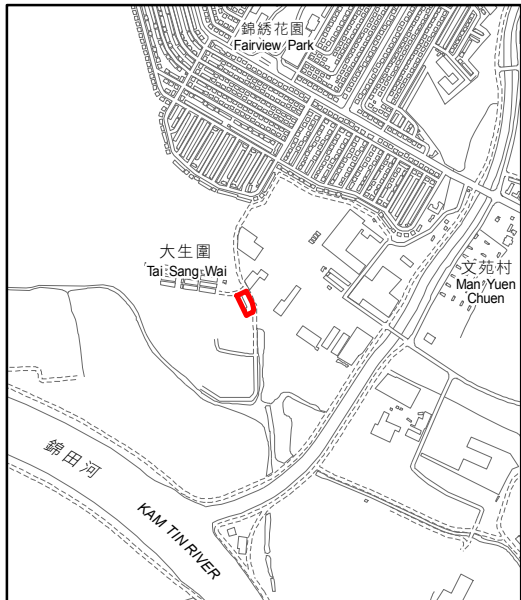 錦綉花園
Fairview Park
大生圍
Tai Sang Wai
文苑村
Man Yuen
Chuen
錦田河
KAM TIN RIVER